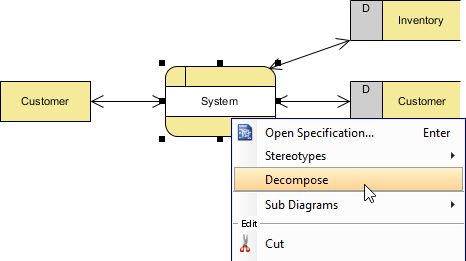 D
Inventory
Customer
System
D
Customer
Open Specification... Enter
Stereotypes
Decompose
Sub Diagrams
Edit
Cut